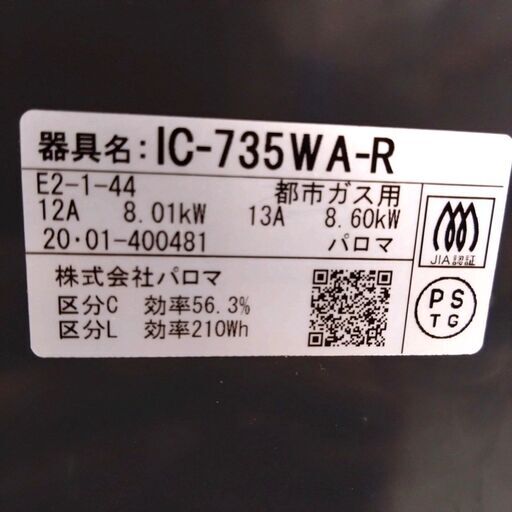 器具名:IC-735WA-R
E2-1-44 都市ガス用
12A 8.01kW 13A 8.60kW
20・01-400481 パロマ
株式会社パロマ
区分C 効率56.3%
区分L 効率210Wh
JIA認証
PS
TG